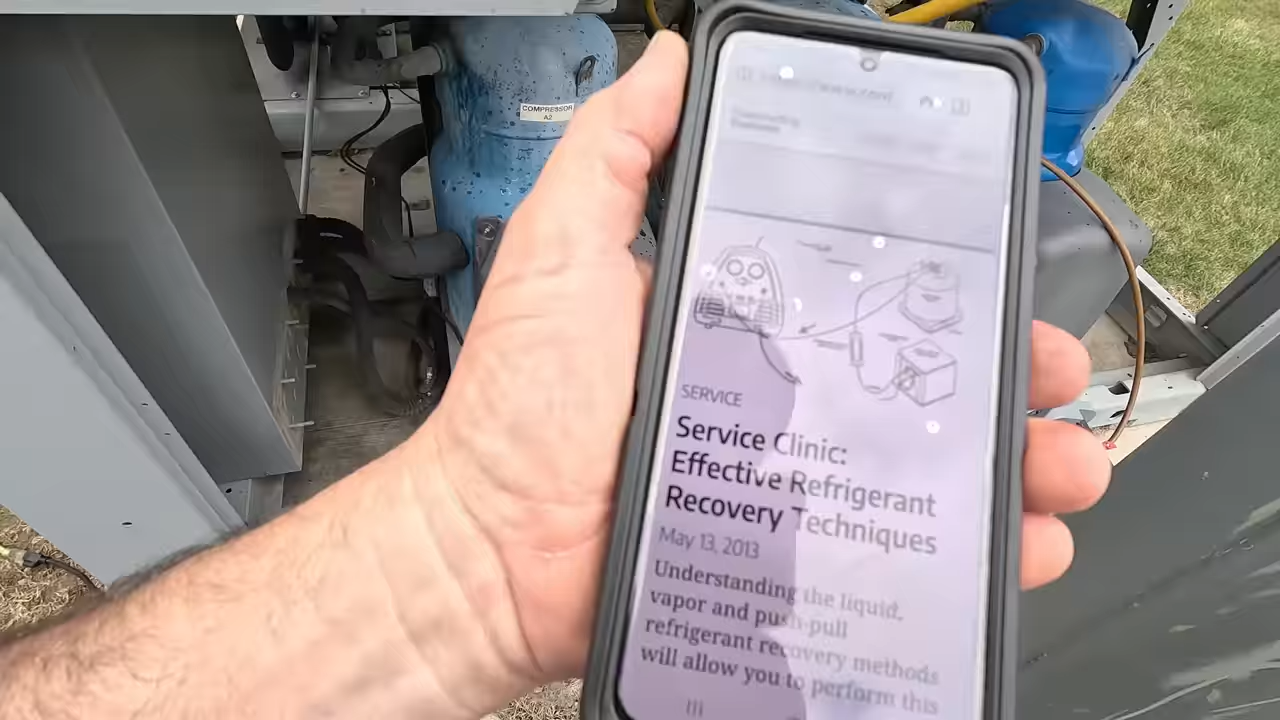 COMPRESSOR
A2
SERVICE
Service Clinic:
Effective Refrigerant
Recovery Techniques
May 13, 2013
Understanding the liquid,
vapor and push-pull
refrigerant recovery methods
will allow you to perform this